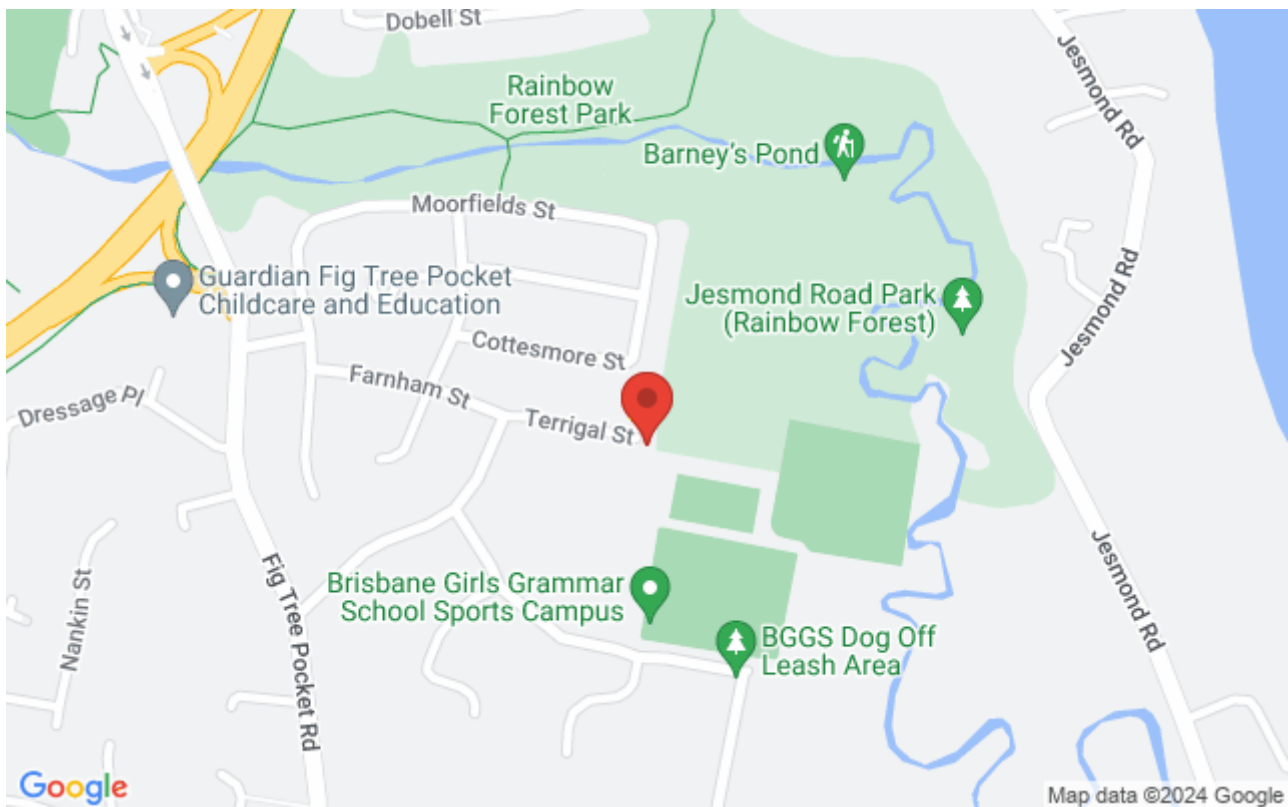 Dobell St
Jesmond Rd
Rainbow
Forest Park
Barney's Pond
Moorfields St
Guardian Fig Tree Pocket
Childcare and Education
Jesmond Road Park
(Rainbow Forest)
Jesmond Rd
Cottesmore St
Farnham St
Dressage Pl
Terrigal St
Nankin St
Fig Tree Pocket Rd
Brisbane Girls Grammar
School Sports Campus
BGGS Dog Off
Leash Area
Jesmond Rd
Google
Map data ©2024 Google